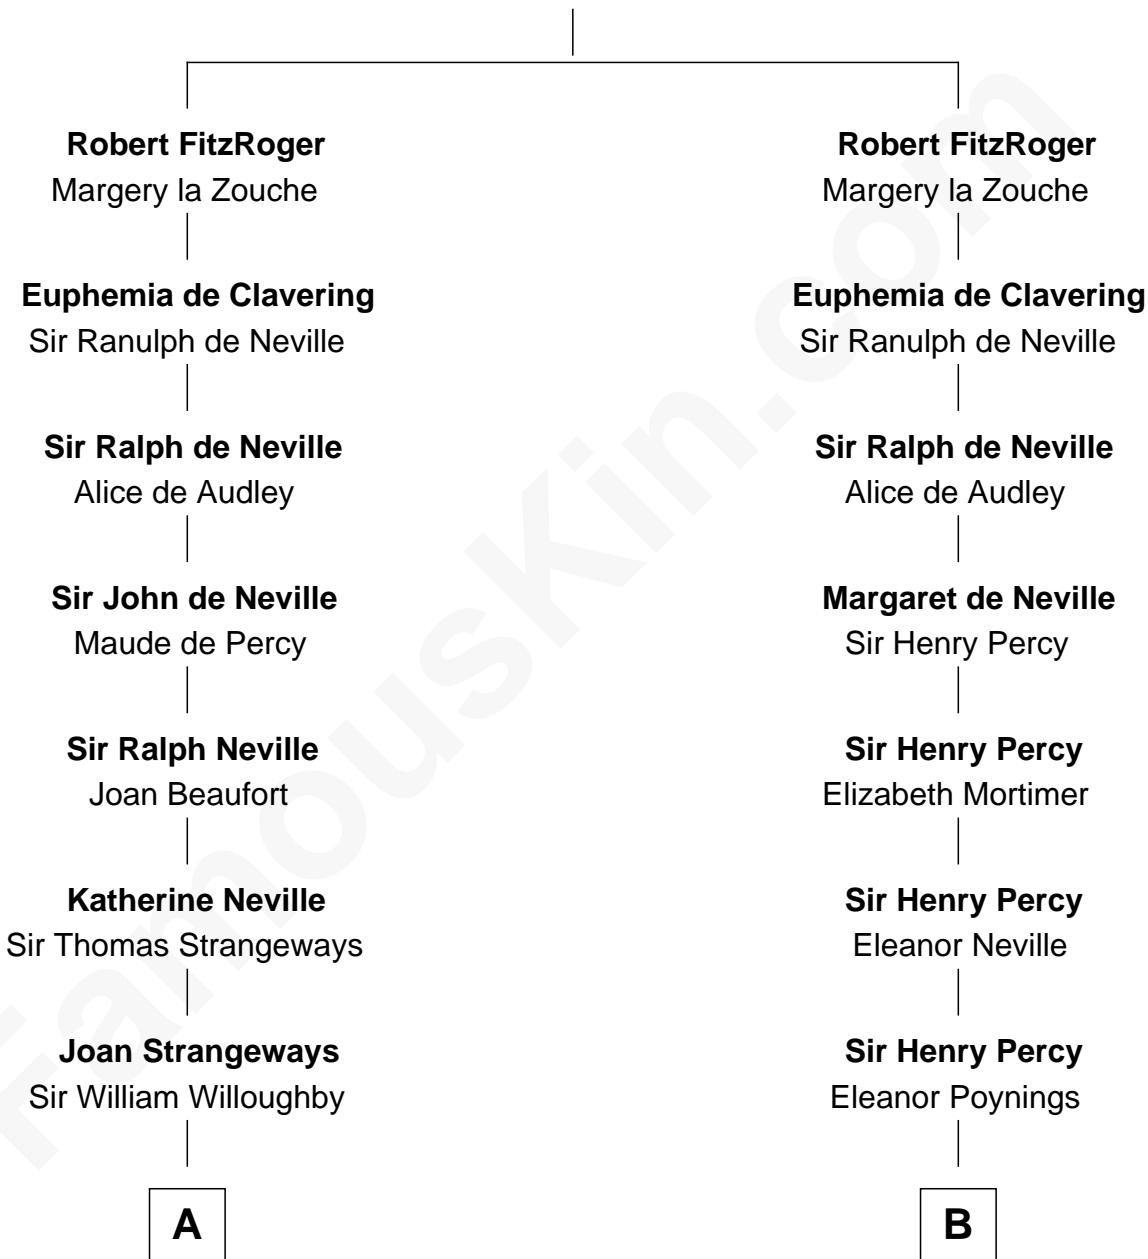 Robert FitzRoger
Margery la Zouche
Euphemia de Clavering
Sir Ranulph de Neville
Sir Ralph de Neville
Alice de Audley
Sir John de Neville
Maude de Percy
Sir Ralph Neville
Joan Beaufort
Katherine Neville
Sir Thomas Strangeways
Joan Strangeways
Sir William Willoughby
A
Robert FitzRoger
Margery la Zouche
Euphemia de Clavering
Sir Ranulph de Neville
Sir Ralph de Neville
Alice de Audley
Margaret de Neville
Sir Henry Percy
Sir Henry Percy
Elizabeth Mortimer
Sir Henry Percy
Eleanor Neville
Sir Henry Percy
Eleanor Poynings
B
FamousKin.com